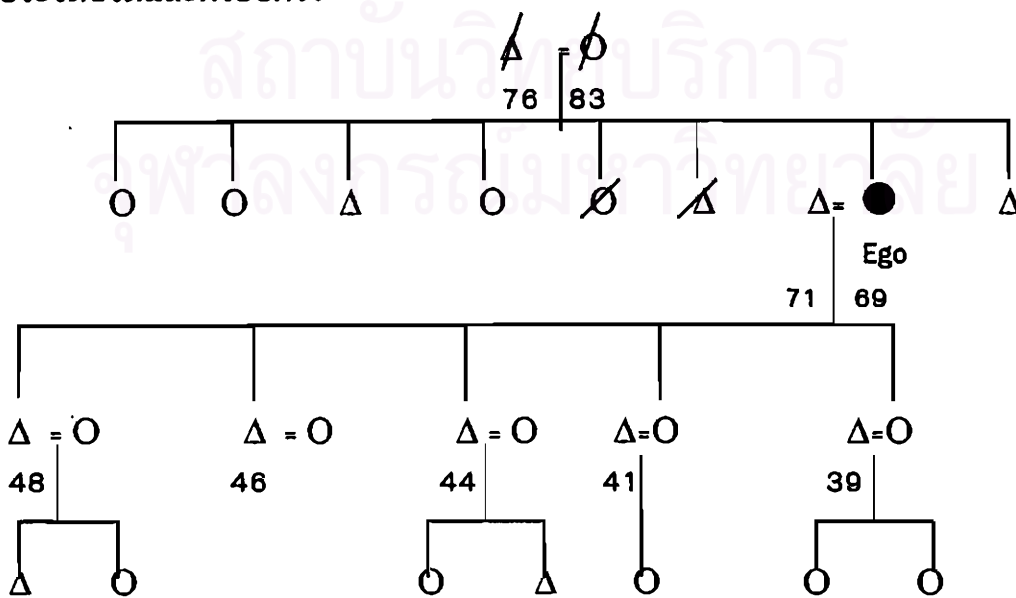 สถาบันวิทยบริการ
76 83
จุฬาลงกรณ์มหาวิทยาลัย
Ego
71 69
48 46 44 41 39